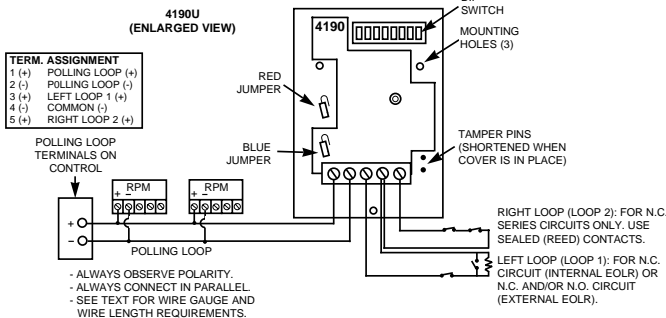 4190U
(ENLARGED VIEW)
4190
SWITCH
MOUNTING
HOLES (3)
TERM. ASSIGNMENT
1 (+) POLLING LOOP (+)
2 (-) P0LLING LOOP (-)
3 (+) LEFT LOOP 1 (+)
4 (-) COMMON (-)
5 (+) RIGHT LOOP 2 (+)
RED
JUMPER
BLUE
JUMPER
TAMPER PINS
(SHORTENED WHEN
COVER IS IN PLACE)
POLLING LOOP
TERMINALS ON
CONTROL
RPM
+ –
RPM
+ –
+
–
POLLING LOOP
RIGHT LOOP (LOOP 2): FOR N.C.
SERIES CIRCUITS ONLY. USE
SEALED (REED) CONTACTS.
LEFT LOOP (LOOP 1): FOR N.C.
CIRCUIT (INTERNAL EOLR) OR
N.C. AND/OR N.O. CIRCUIT
(EXTERNAL EOLR).
- ALWAYS OBSERVE POLARITY.
- ALWAYS CONNECT IN PARALLEL.
- SEE TEXT FOR WIRE GAUGE AND
WIRE LENGTH REQUIREMENTS.